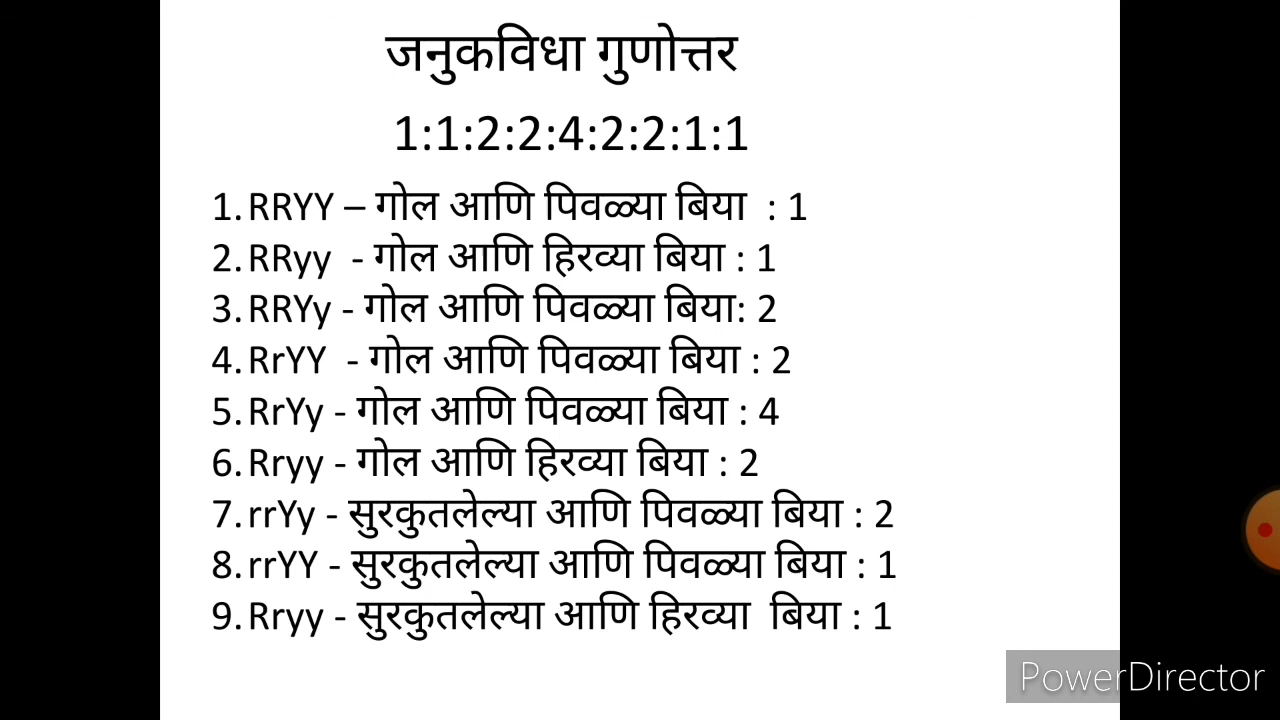 जनुकविधा गुणोत्तर
1:1:2:2:4:2:2:1:1
1. RRYY – गोल आणि पिवळ्या बिया : 1
2. RRyy - गोल आणि हिरव्या बिया : 1
3. RRYy - गोल आणि पिवळ्या बिया: 2
4. RrYY - गोल आणि पिवळ्या बिया : 2
5. RrYy - गोल आणि पिवळ्या बिया : 4
6. Rryy - गोल आणि हिरव्या बिया : 2
7. rrYy - सुरकुतलेल्या आणि पिवळ्या बिया : 2
8. rrYY - सुरकुतलेल्या आणि पिवळ्या बिया : 1
9. Rryy - सुरकुतलेल्या आणि हिरव्या बिया : 1
PowerDirector